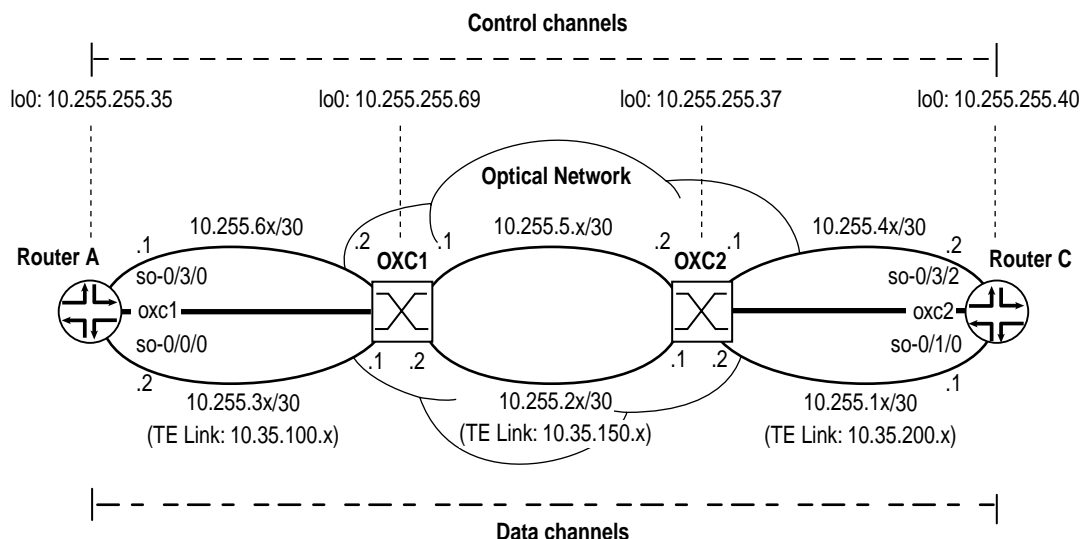 Control channels
lo0: 10.255.255.35 lo0: 10.255.255.69 lo0: 10.255.255.37 lo0: 10.255.255.40
Optical Network
10.255.6x/30 10.255.5.x/30 10.255.4x/30
.1 .2 .1 .2 .1 .2
Router A OXC1 OXC2 Router C
so-0/3/0 so-0/3/2
oxc1 oxc2
so-0/0/0 so-0/1/0
.2 .1 .2 .1 .2 .1
10.255.3x/30 10.255.2x/30 10.255.1x/30
(TE Link: 10.35.100.x) (TE Link: 10.35.150.x) (TE Link: 10.35.200.x)
Data channels